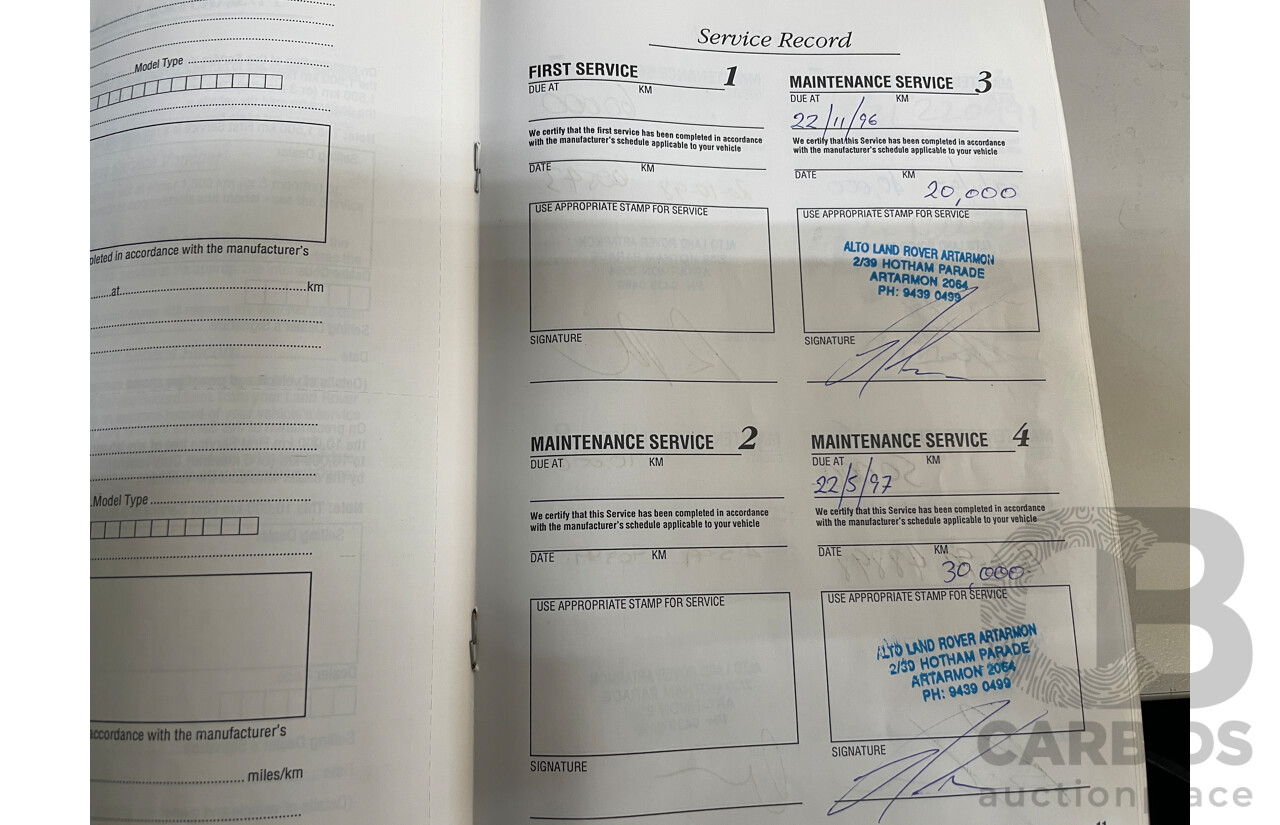 Model Type
pleted in accordance with the manufacturer's
at km
Model Type
accordance with the manufacturer's
miles/km
Service Record
FIRST SERVICE 1
DUE AT KM
We certify that the first service has been completed in accordance
with the manufacturer's schedule applicable to your vehicle
DATE KM
USE APPROPRIATE STAMP FOR SERVICE
SIGNATURE
MAINTENANCE SERVICE 2
DUE AT KM
We certify that this Service has been completed in accordance
with the manufacturer's schedule applicable to your vehicle
DATE KM
USE APPROPRIATE STAMP FOR SERVICE
SIGNATURE
MAINTENANCE SERVICE 3
DUE AT KM
22/11/96
We certify that this Service has been completed in accordance
with the manufacturer's schedule applicable to your vehicle
DATE KM
20,000
USE APPROPRIATE STAMP FOR SERVICE
ALTO LAND ROVER ARTARMON
2/39 HOTHAM PARADE
ARTARMON 2064
PH: 9439 0499
SIGNATURE
MAINTENANCE SERVICE 4
DUE AT KM
22/5/97
We certify that this Service has been completed in accordance
with the manufacturer's schedule applicable to your vehicle
DATE KM
30,000
USE APPROPRIATE STAMP FOR SERVICE
ALTO LAND ROVER ARTARMON
2/39 HOTHAM PARADE
ARTARMON 2064
PH: 9439 0499
SIGNATURE
CB
CARBIDS
auction place